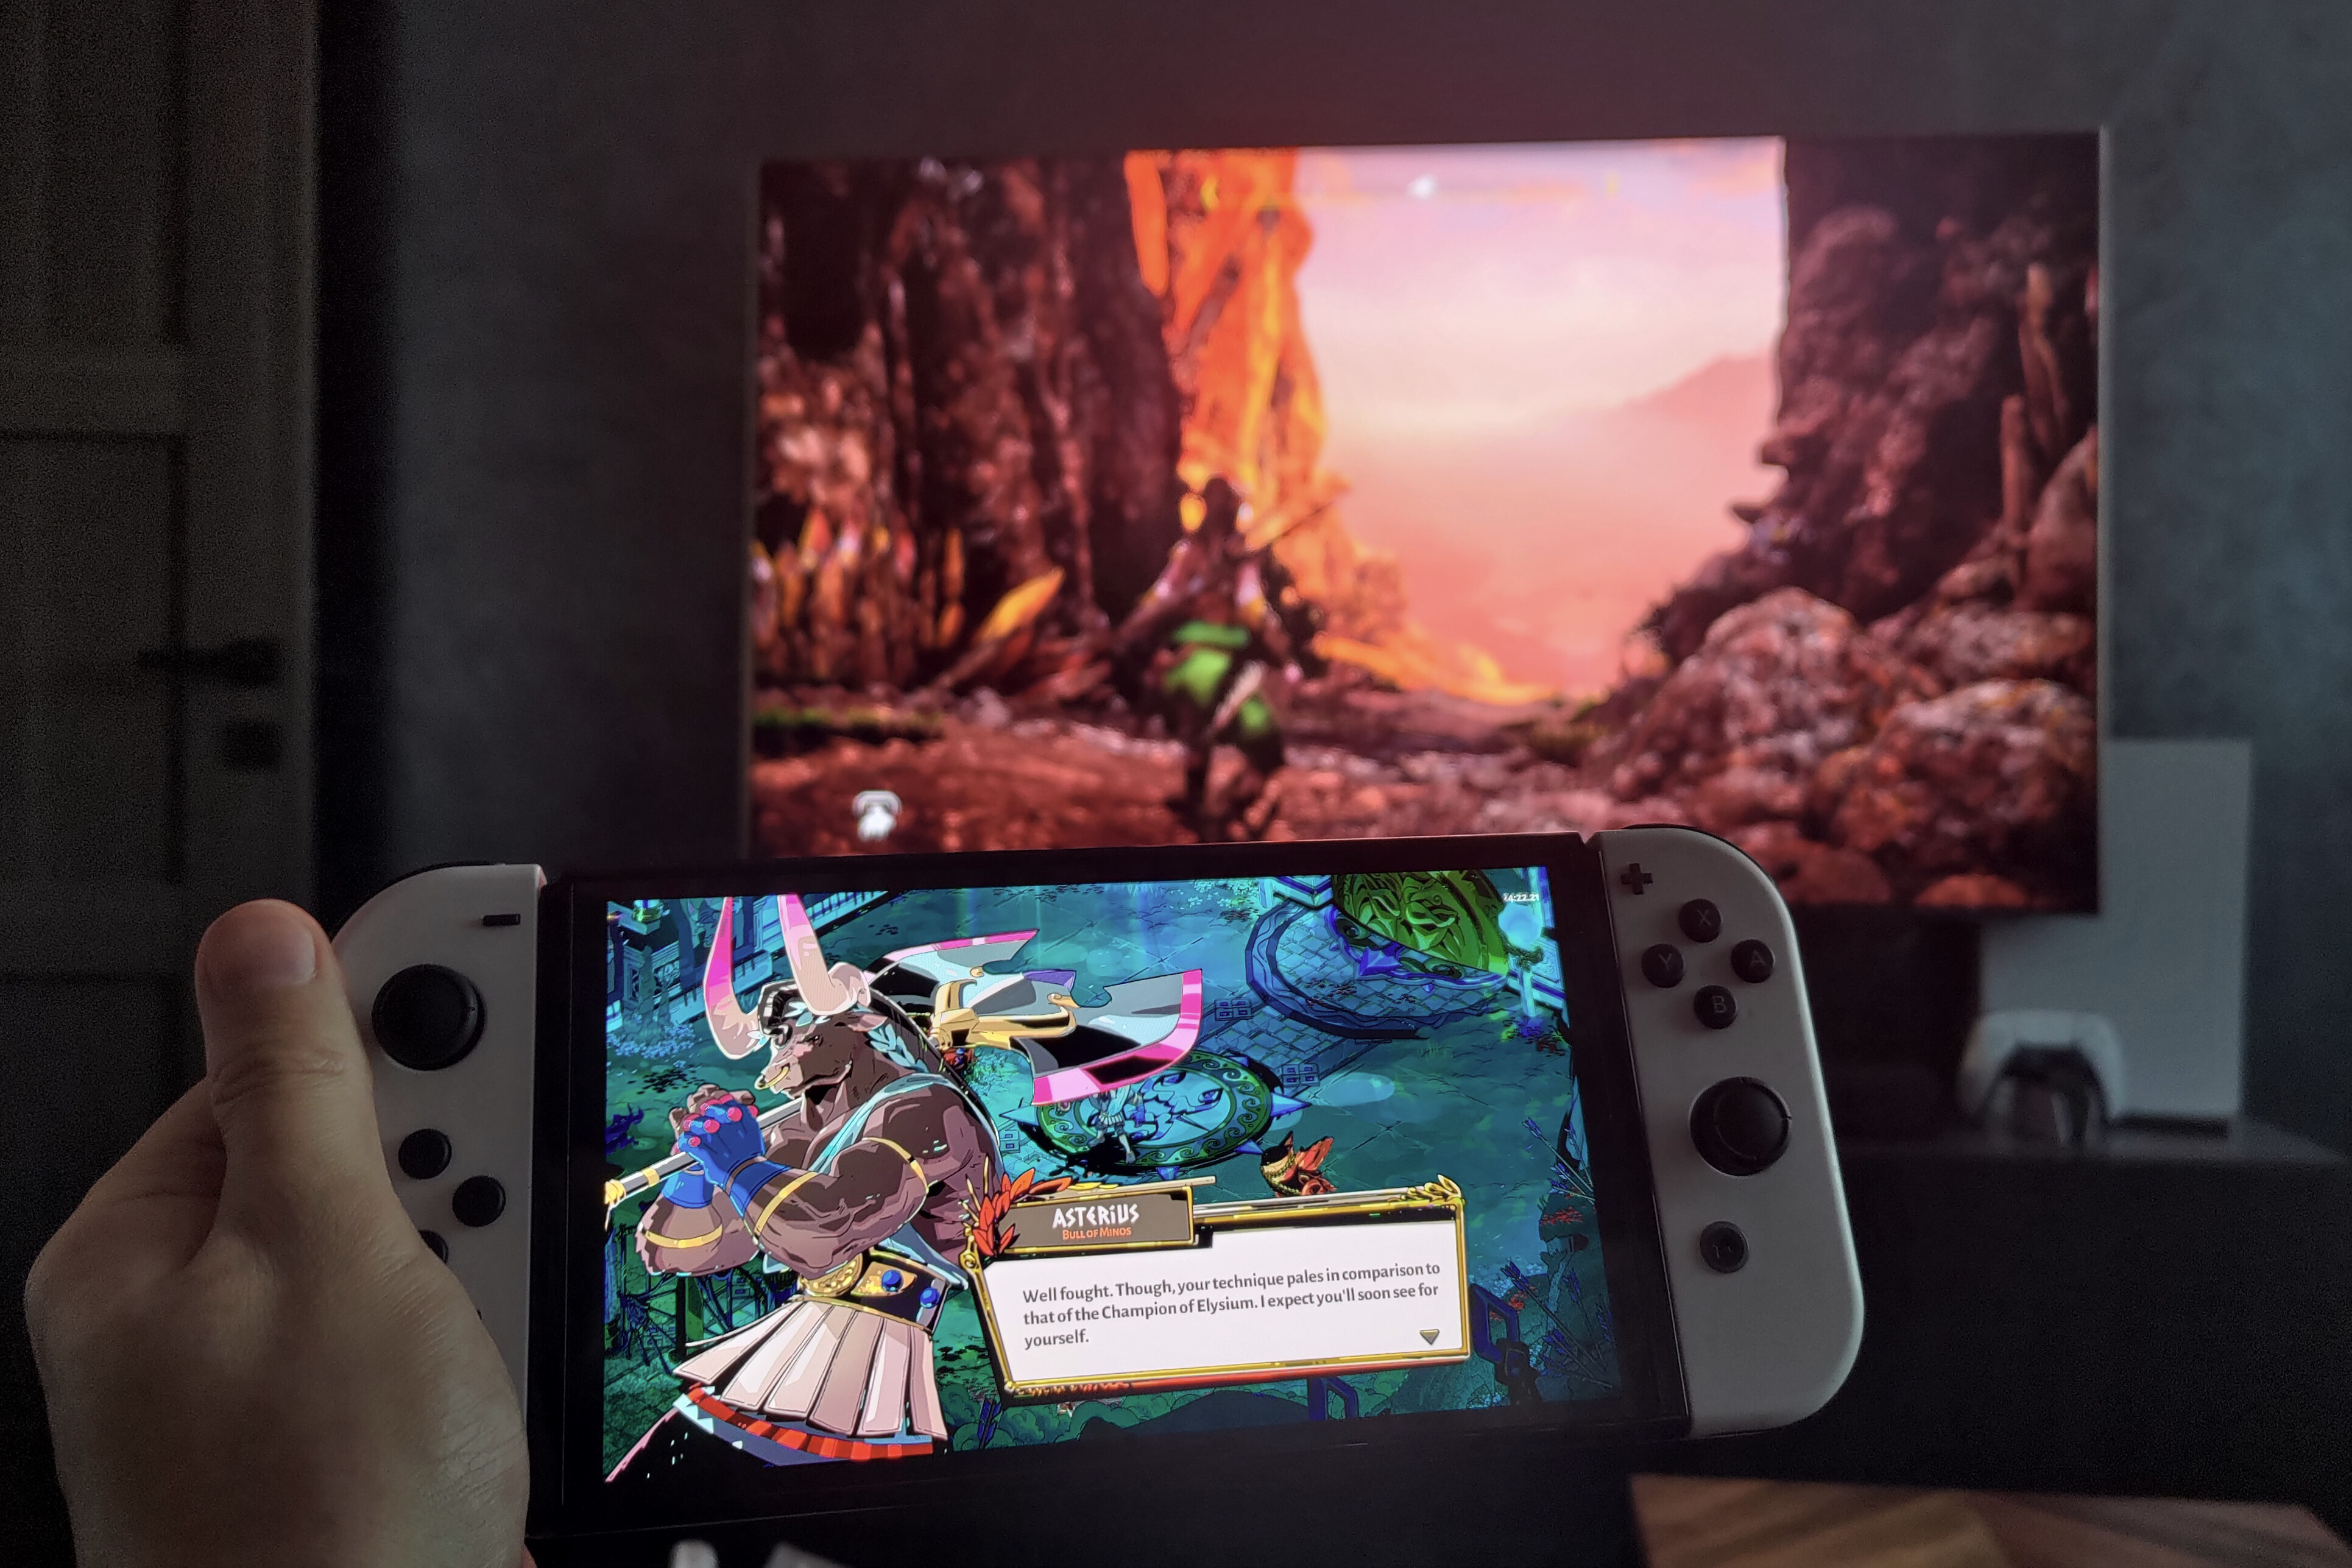 X
Y
A
B
ASTERIUS
BULL OF MINOS
Well fought. Though, your technique pales in comparison to
that of the Champion of Elysium. I expect you'll soon see for
yourself.